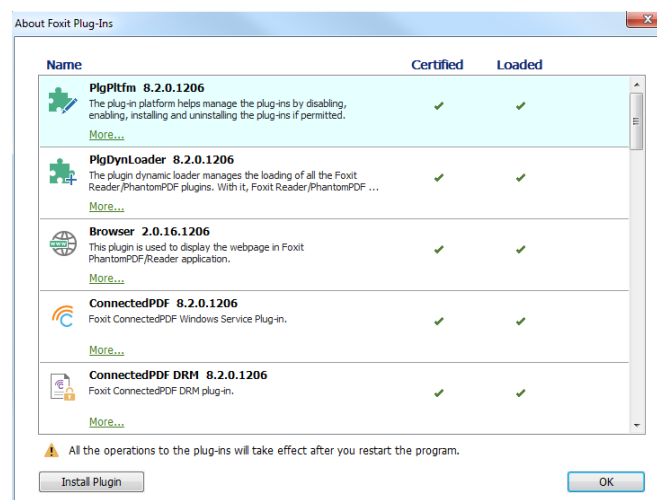 About Foxit Plug-Ins
Name Certified Loaded
PlgPltfm 8.2.0.1206
The plug-in platform helps manage the plug-ins by disabling,
enabling, installing and uninstalling the plug-ins if permitted.
More...
PlgDynLoader 8.2.0.1206
The plugin dynamic loader manages the loading of all the Foxit
Reader/PhantomPDF plugins. With it, Foxit Reader/PhantomPDF ...
More...
Browser 2.0.16.1206
www
This plugin is used to display the webpage in Foxit
PhantomPDF/Reader application.
More...
ConnectedPDF 8.2.0.1206
Foxit ConnectedPDF Windows Service Plug-in.
More...
ConnectedPDF DRM 8.2.0.1206
Foxit ConnectedPDF DRM plug-in.
More...
All the operations to the plug-ins will take effect after you restart the program.
Install Plugin OK